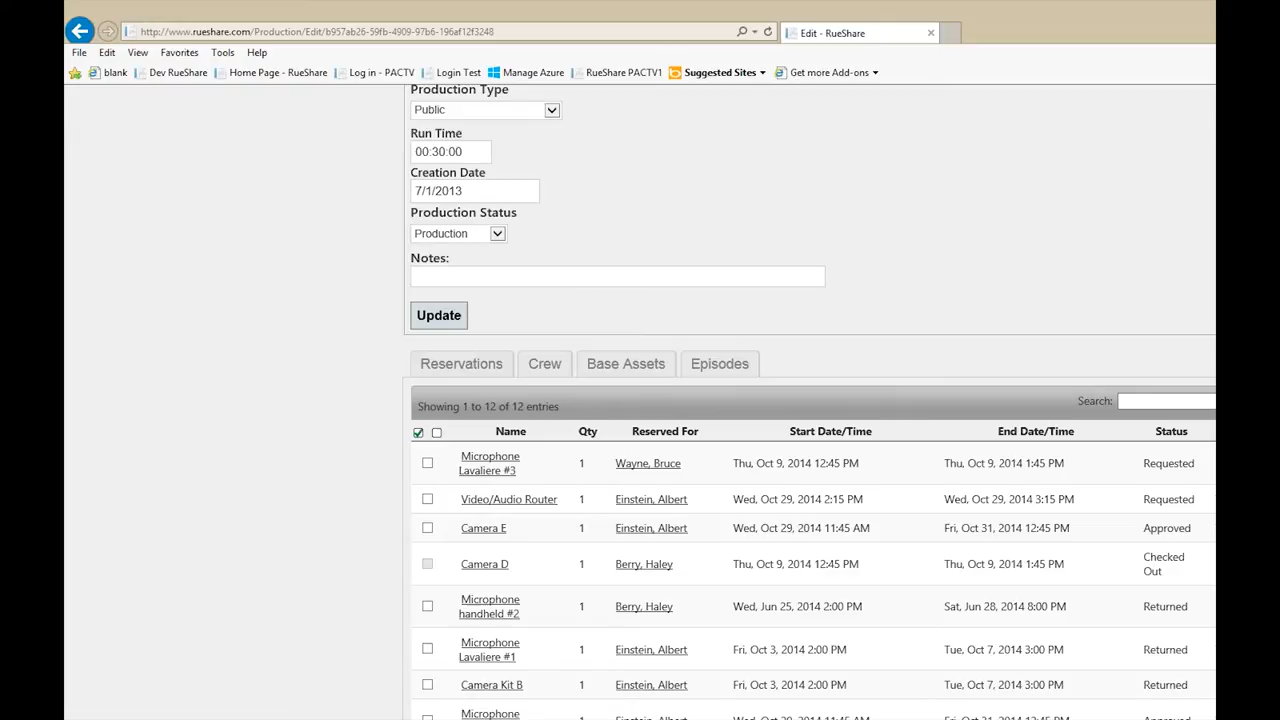 http://www.rueshare.com/Production/Edit/b957ab26-59fb-4909-97b6-196af12f3248
Edit - RueShare
File Edit View Favorites Tools Help
blank Dev RueShare Home Page - RueShare Log in - PACTV Login Test Manage Azure RueShare PACTV1 Suggested Sites Get more Add-ons
Production Type
Public
Run Time
00:30:00
Creation Date
7/1/2013
Production Status
Production
Notes:
Update
Reservations Crew Base Assets Episodes
Showing 1 to 12 of 12 entries Search:
Name Qty Reserved For Start Date/Time End Date/Time Status
Microphone
Lavaliere #3 1 Wayne, Bruce Thu, Oct 9, 2014 12:45 PM Thu, Oct 9, 2014 1:45 PM Requested
Video/Audio Router 1 Einstein, Albert Wed, Oct 29, 2014 2:15 PM Wed, Oct 29, 2014 3:15 PM Requested
Camera E 1 Einstein, Albert Wed, Oct 29, 2014 11:45 AM Fri, Oct 31, 2014 12:45 PM Approved
Camera D 1 Berry, Haley Thu, Oct 9, 2014 12:45 PM Thu, Oct 9, 2014 1:45 PM Checked
Out
Microphone
handheld #2 1 Berry, Haley Wed, Jun 25, 2014 2:00 PM Sat, Jun 28, 2014 8:00 PM Returned
Microphone
Lavaliere #1 1 Einstein, Albert Fri, Oct 3, 2014 2:00 PM Tue, Oct 7, 2014 3:00 PM Returned
Camera Kit B 1 Einstein, Albert Fri, Oct 3, 2014 2:00 PM Tue, Oct 7, 2014 3:00 PM Returned
Microphone